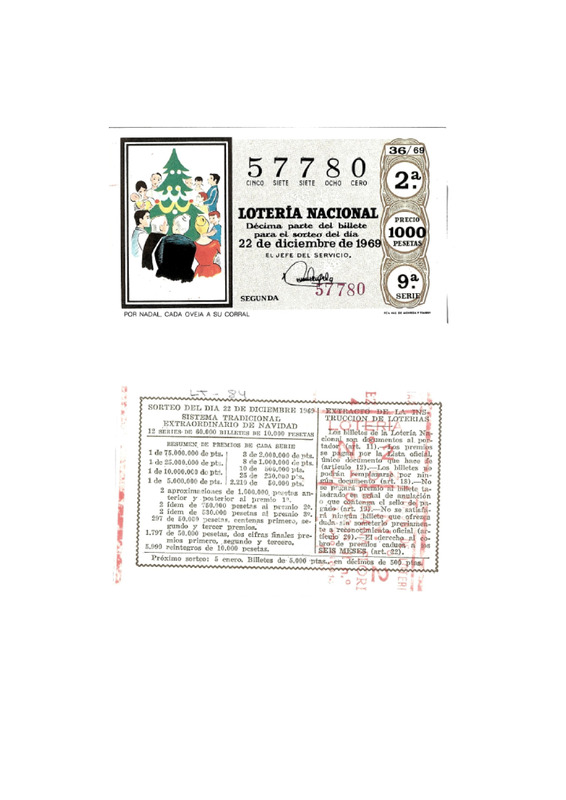 57780
CINCO SIETE SIETE OCHO CERO
LOTERÍA NACIONAL
Décima parte del billete
para el sorteo del día
22 de diciembre de 1969
EL JEFE DEL SERVICIO,
57780
SEGUNDA
36/69
2ª.
PRECIO
1000
PESETAS
9ª.
SERIE
POR NADAL, CADA OVEJA A SU CORRAL
SORTEO DEL DIA 22 DE DICIEMBRE 1969
SISTEMA TRADICIONAL
EXTRAORDINARIO DE NAVIDAD
12 SERIES DE 60.000 BILLETES DE 10.000 PESETAS
RESUMEN DE PREMIOS DE CADA SERIE
1 de 75.000.000 de pta. 3 de 2.000.000 de pts.
1 de 25.000.000 de pts. 8 de 1.000.000 de pts.
1 de 10.000.000 de pts. 10 de 500.000 pts.
25 de 250.000 pts.
1 de 5.000.000 de pts. 2.219 de 50.000 pts.
2 aproximaciones de 1.500.000 pesetas anterior y posterior al premio 1º.
2 idem de 750.000 pesetas al premio 2º.
2 idem de 530.000 pesetas al premio 3º.
297 de 50.000 pesetas, centenas primero, segundo y tercer premios.
1.797 de 50.000 pesetas, dos cifras finales premios primero, segundo y tercero.
5.999 reintegros de 10.000 pesetas.
EXTRACTO DE LA INSTRUCCION DE LOTERIAS
Los billetes de la Lotería Nacional, son documentos al portador (art. 11).—Los premios se pagan por la lista oficial, único documento que hace fe (artículo 12).—Los billetes no podrán reemplazarse por ningún documento (art. 18).—No se pagará premio al billete taladrado en señal de anulación o que contenga el sello de pagado (art. 19).—No se satisfará ningún billete que ofrezca duda sin someterlo previamente a reconocimiento oficial (artículo 20).—El derecho al cobro de premios caduca a los SEIS MESES (art. 22).
Próximo sorteo: 5 enero. Billetes de 5.000 ptas. en décimos de 500 ptas.
LOTERIA